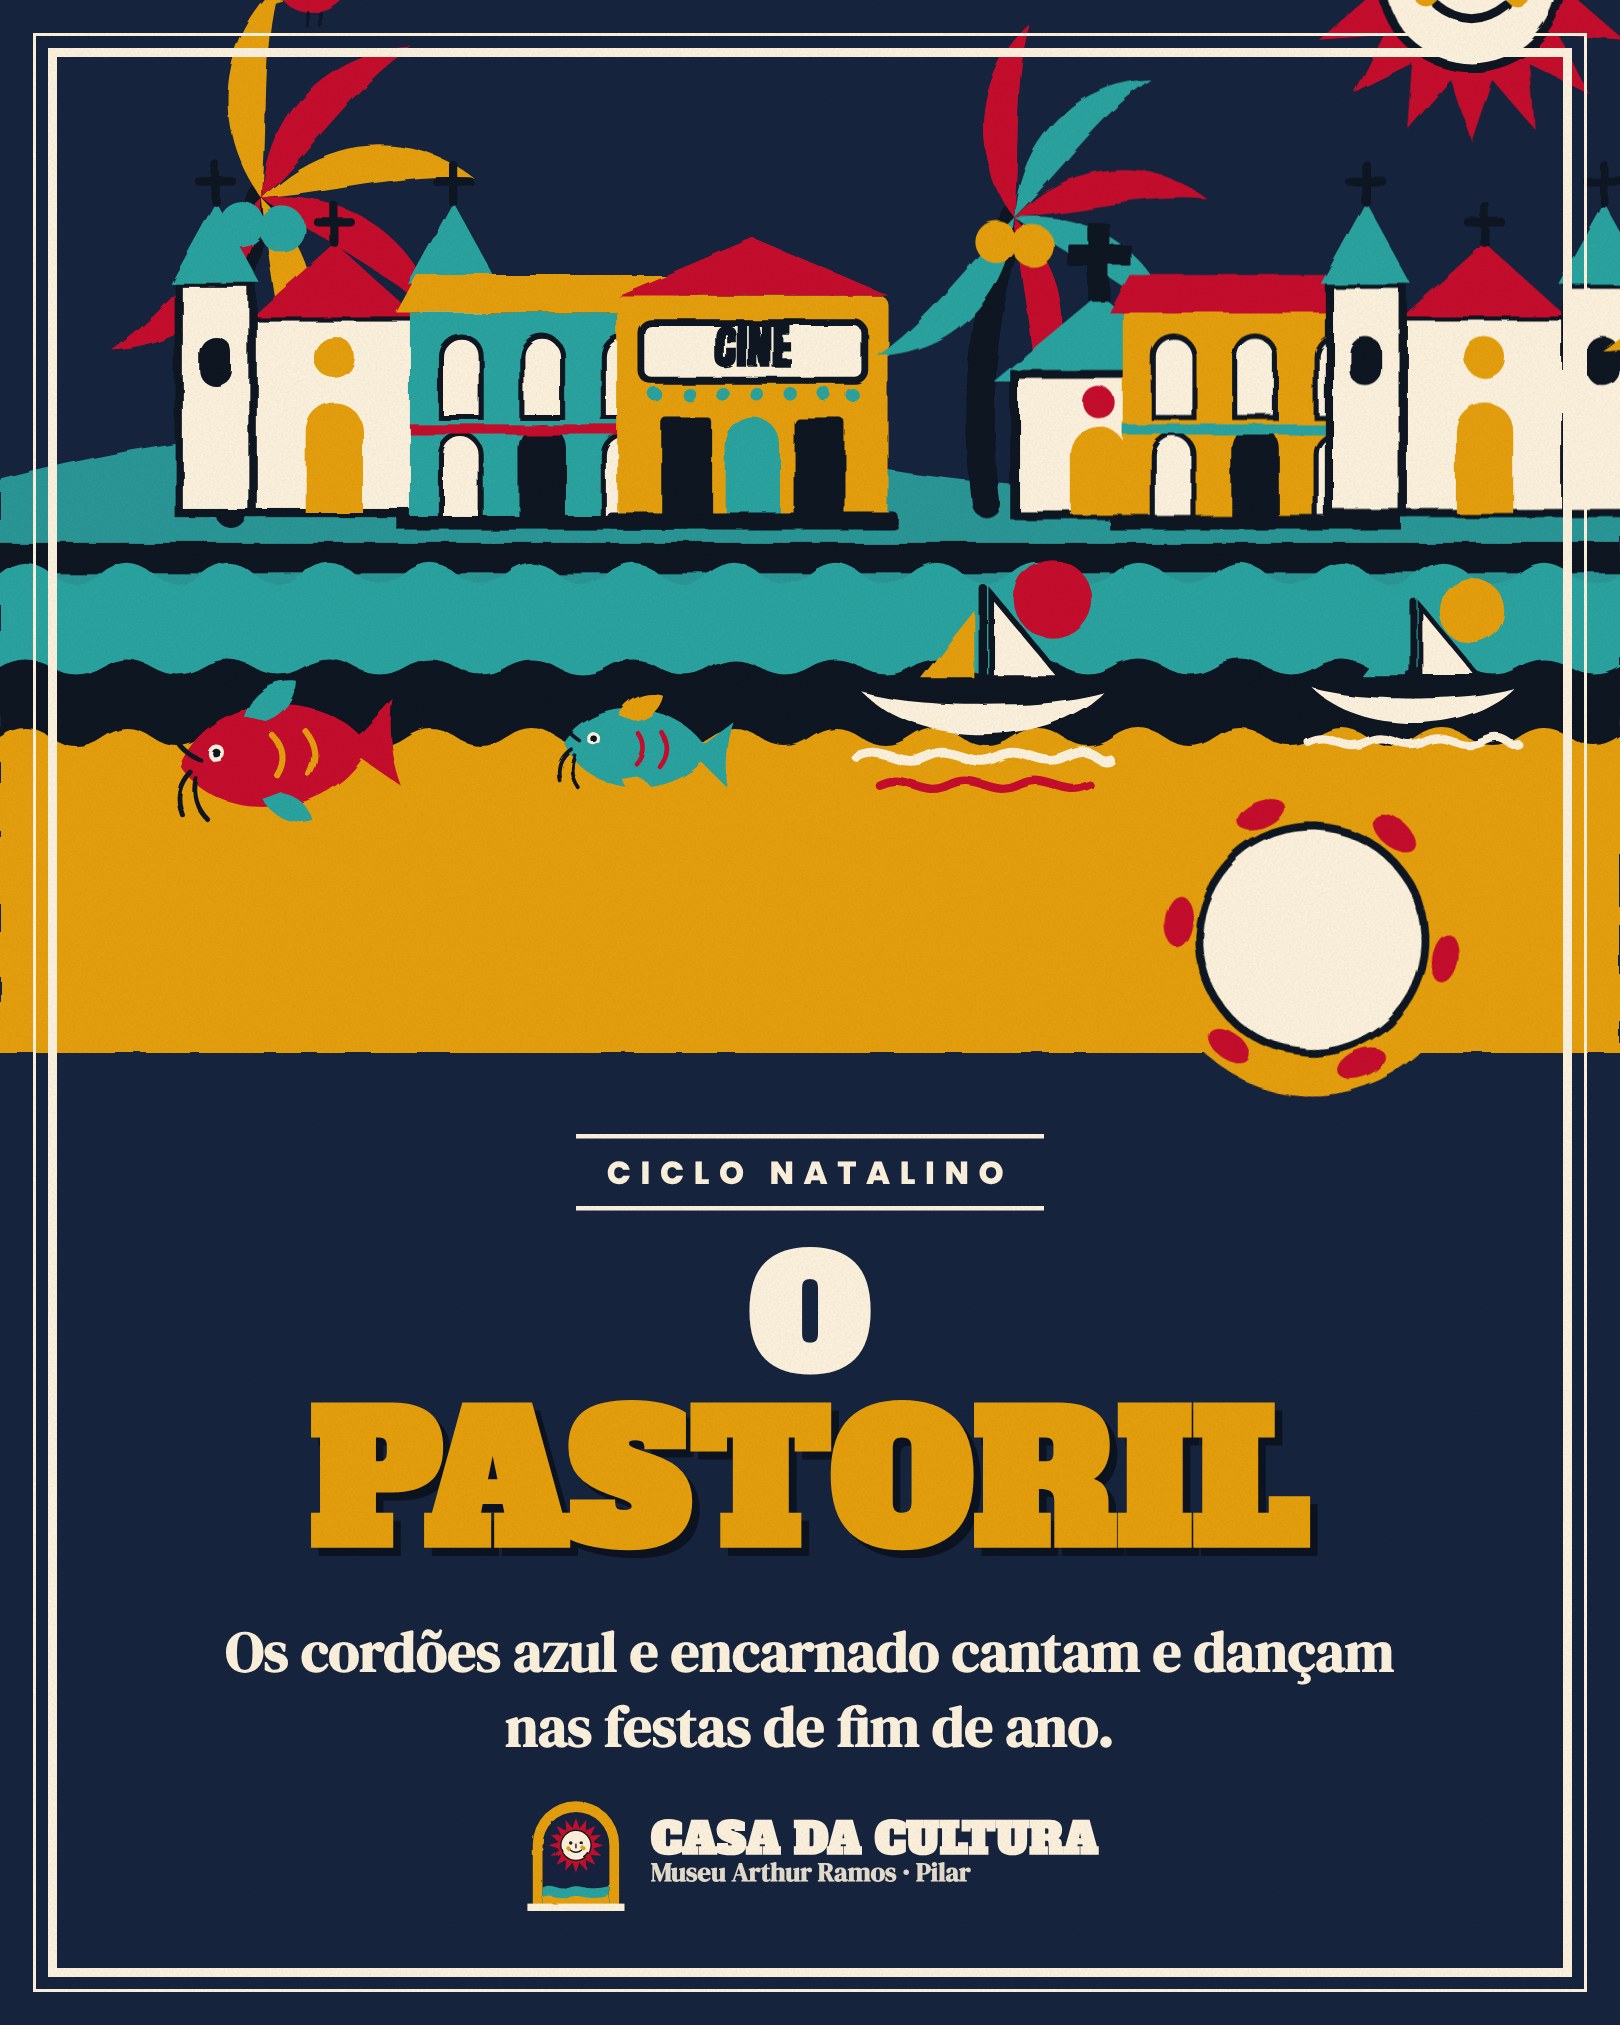 CINE
CICLO NATALINO
O
PASTORIL
Os cordões azul e encarnado cantam e dançam
nas festas de fim de ano.
CASA DA CULTURA
Museu Arthur Ramos · Pilar